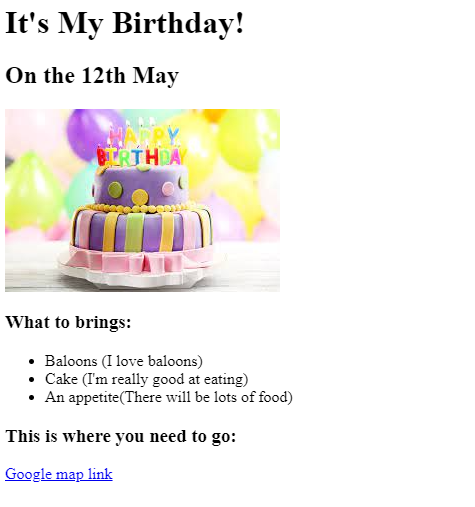 It's My Birthday!
On the 12th May
HAPPY
BIRTHDAY
What to brings:
Baloons (I love baloons)
Cake (I'm really good at eating)
An appetite(There will be lots of food)
This is where you need to go:
Google map link